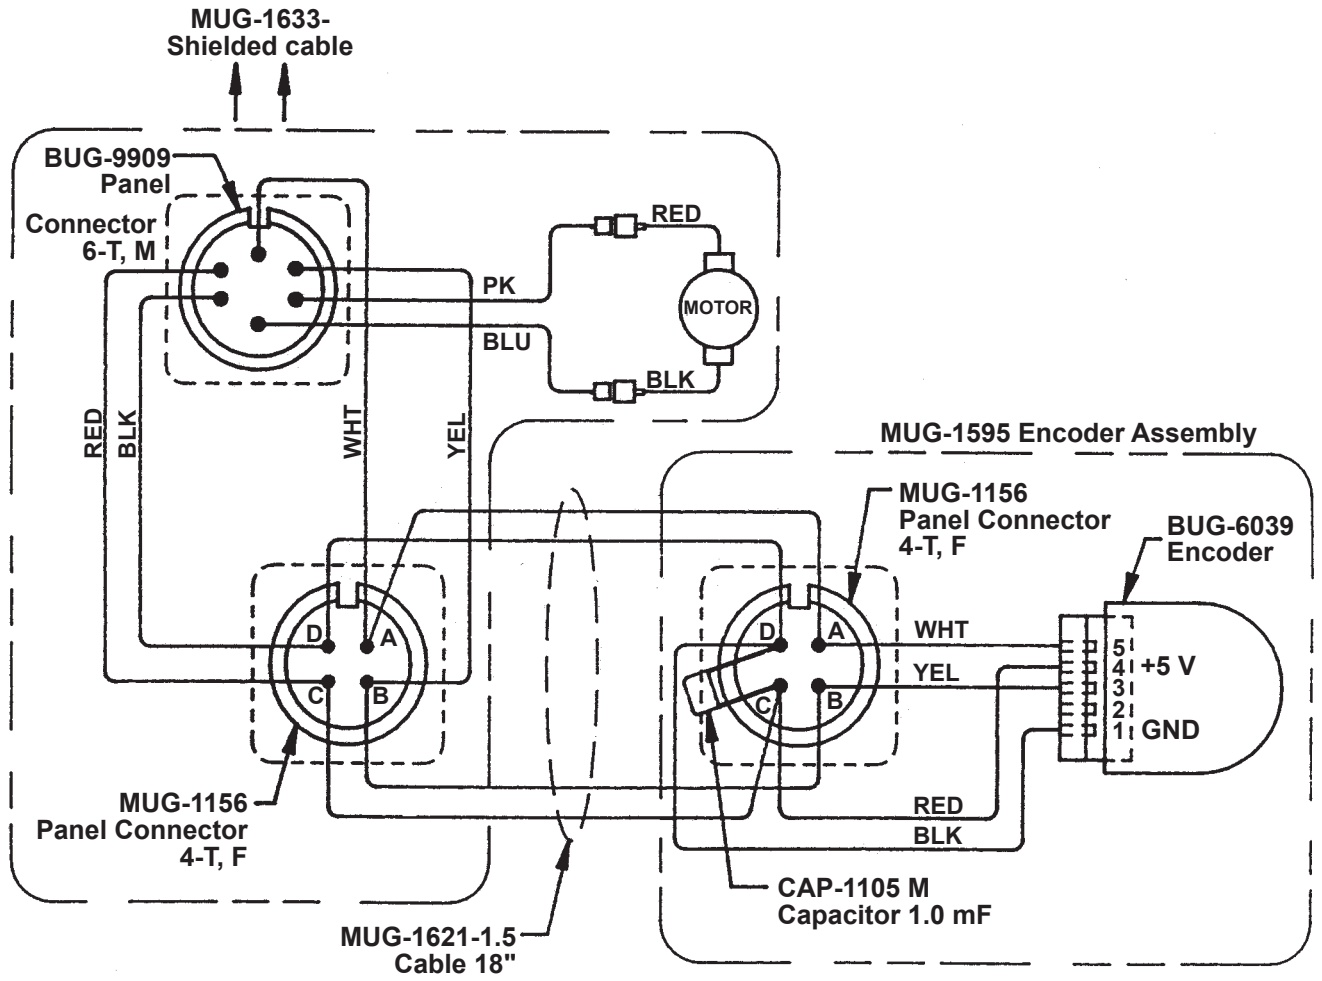 MUG-1633-
Shielded cable
BUG-9909
Panel
Connector
6-T, M
RED
PK
MOTOR
BLU
BLK
RED
BLK
WHT
YEL
MUG-1595 Encoder Assembly
MUG-1156
Panel Connector
4-T, F
BUG-6039
Encoder
D
A
C
B
D
A
C
B
WHT
YEL
5
4
+5 V
3
2
1
GND
RED
BLK
MUG-1156
Panel Connector
4-T, F
CAP-1105 M
Capacitor 1.0 mF
MUG-1621-1.5
Cable 18"